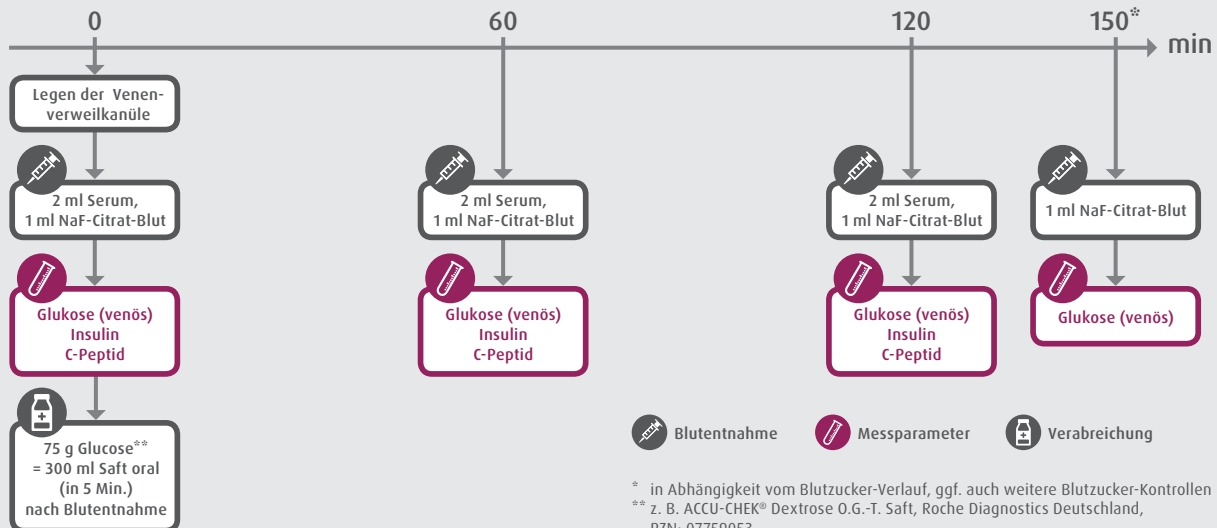 0
60
120
150*
min
Legen der Venen-
verweilkanüle
2 ml Serum,
1 ml NaF-Citrat-Blut
2 ml Serum,
1 ml NaF-Citrat-Blut
2 ml Serum,
1 ml NaF-Citrat-Blut
1 ml NaF-Citrat-Blut
Glukose (venös)
Insulin
C-Peptid
Glukose (venös)
Insulin
C-Peptid
Glukose (venös)
Insulin
C-Peptid
Glukose (venös)
75 g Glucose**
= 300 ml Saft oral
(in 5 Min.)
nach Blutentnahme
Blutentnahme
Messparameter
Verabreichung
* in Abhängigkeit vom Blutzucker-Verlauf, ggf. auch weitere Blutzucker-Kontrollen
** z. B. ACCU-CHEK® Dextrose O.G.-T. Saft, Roche Diagnostics Deutschland,
PZN: 07759053